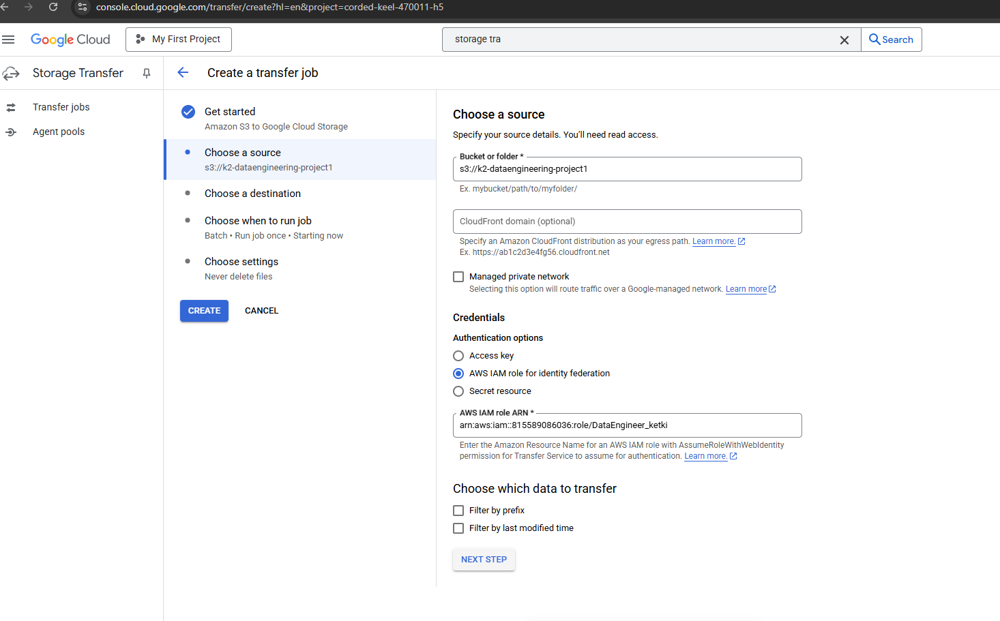 console.cloud.google.com/transfer/create?hl=en&project=corded-keel-470011-h5
Google Cloud
My First Project
storage tra
Search
Storage Transfer
Create a transfer job
Transfer jobs
Agent pools
Get started
Amazon S3 to Google Cloud Storage
Choose a source
s3://k2-dataengineering-project1
Choose a destination
Choose when to run job
Batch • Run job once • Starting now
Choose settings
Never delete files
CREATE
CANCEL
Choose a source
Specify your source details. You’ll need read access.
Bucket or folder *
s3://k2-dataengineering-project1
Ex. mybucket/path/to/myfolder/
CloudFront domain (optional)
Specify an Amazon CloudFront distribution as your egress path. Learn more.
Ex. https://ab1c2d3e4fg56.cloudfront.net
Managed private network
Selecting this option will route traffic over a Google-managed network. Learn more
Credentials
Authentication options
Access key
AWS IAM role for identity federation
Secret resource
AWS IAM role ARN *
arn:aws:iam::815589086036:role/DataEngineer_ketki
Enter the Amazon Resource Name for an AWS IAM role with AssumeRoleWithWebIdentity
permission for Transfer Service to assume for authentication. Learn more.
Choose which data to transfer
Filter by prefix
Filter by last modified time
NEXT STEP